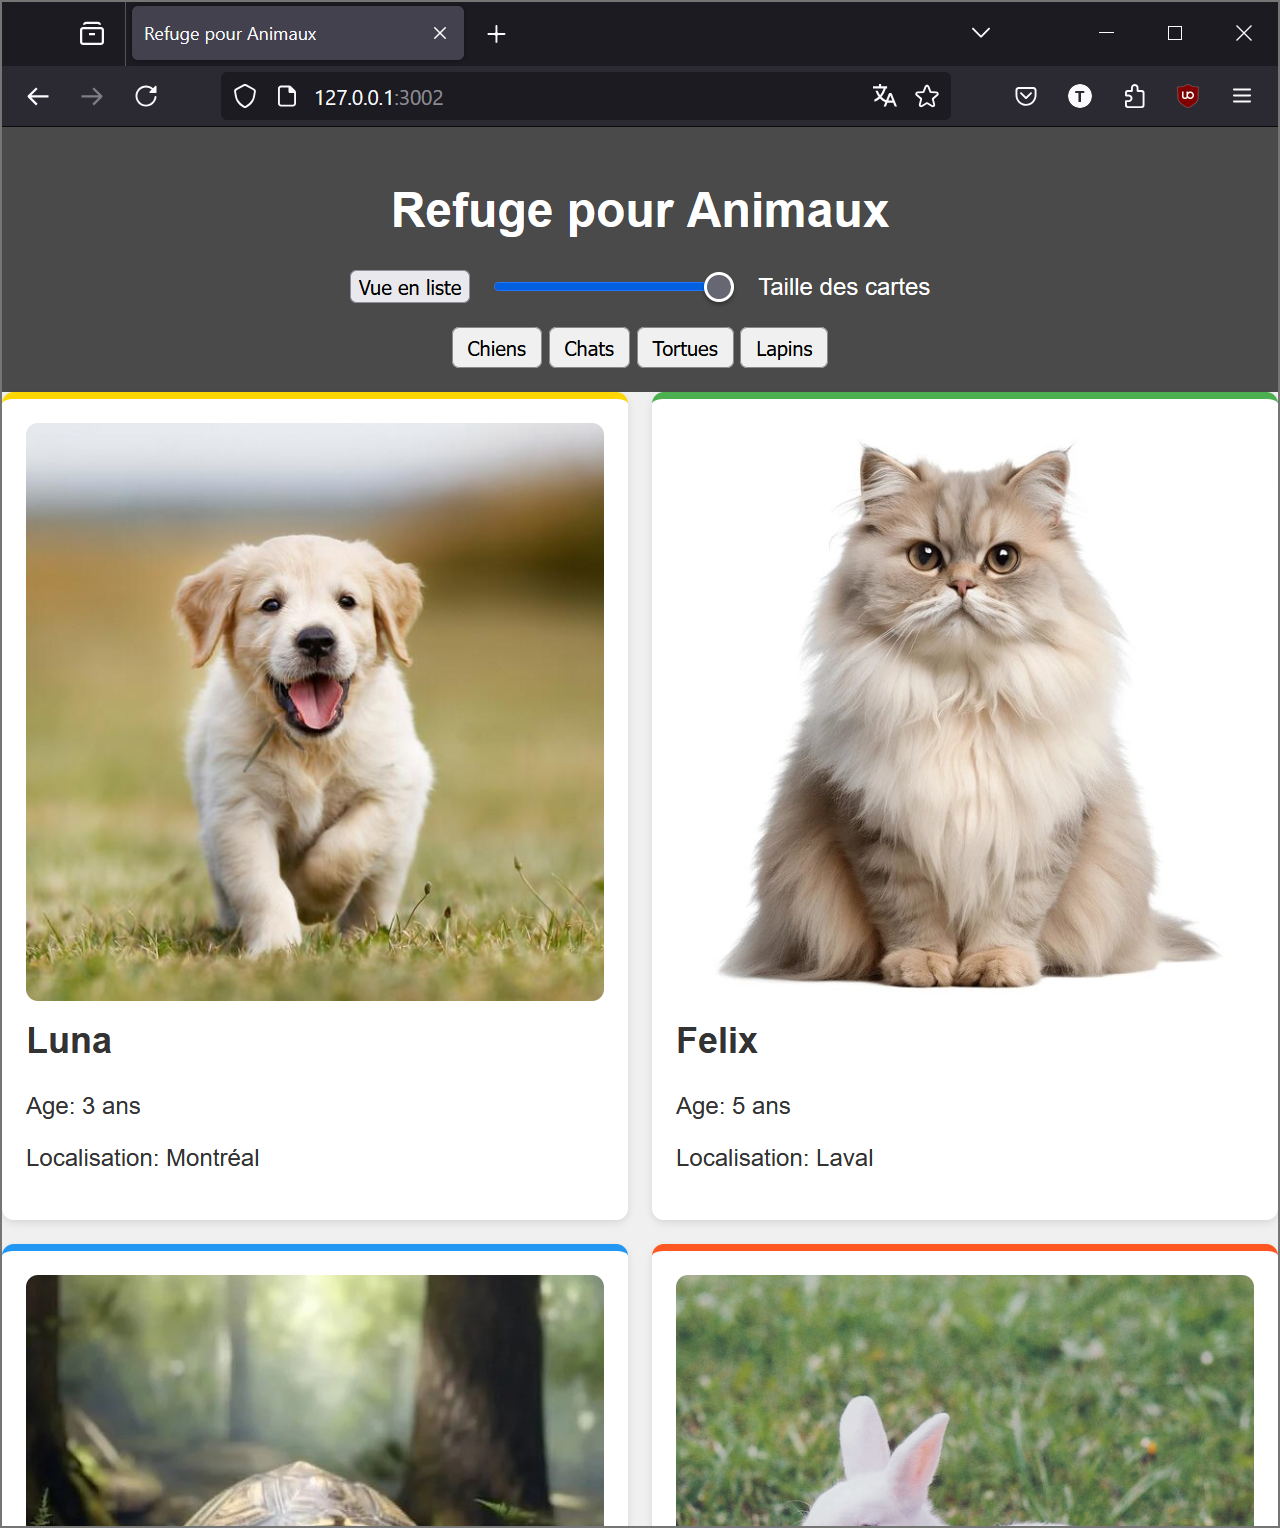 Refuge pour Animaux
127.0.0.1:3002
T
Refuge pour Animaux
Vue en liste
Taille des cartes
Chiens
Chats
Tortues
Lapins
Luna
Age: 3 ans
Localisation: Montréal
Felix
Age: 5 ans
Localisation: Laval